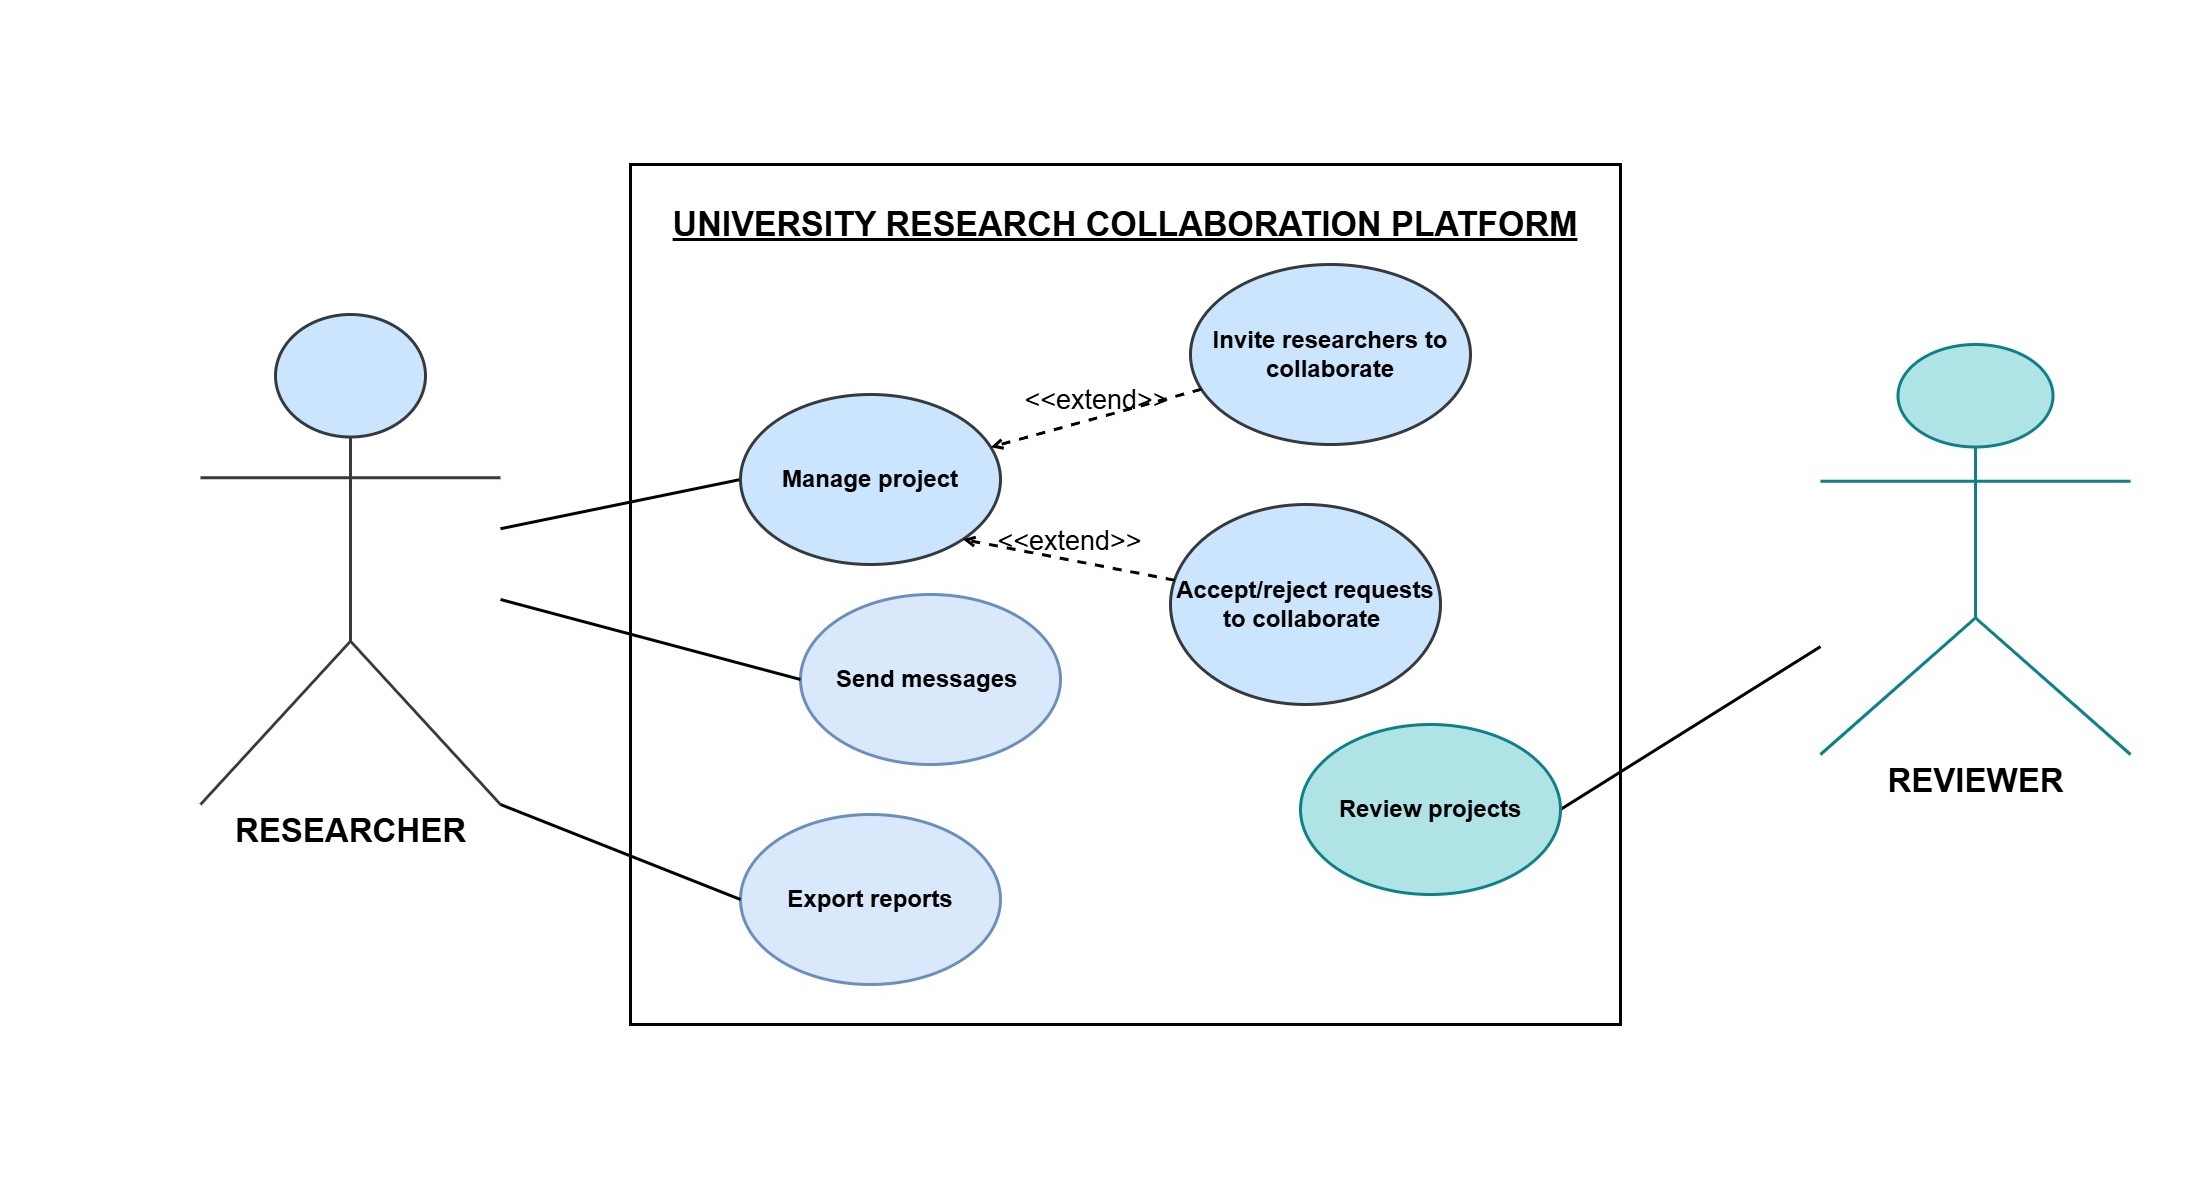 UNIVERSITY RESEARCH COLLABORATION PLATFORM
Invite researchers to
collaborate
<<extend>>
Manage project
<<extend>>
Accept/reject requests
to collaborate
Send messages
Review projects
Export reports
RESEARCHER
REVIEWER